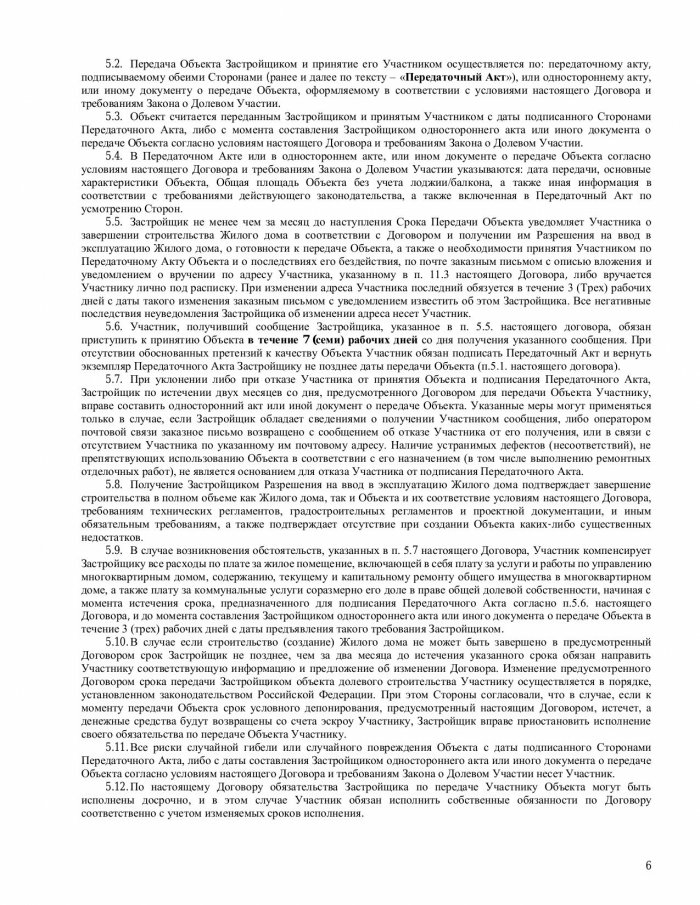 5.2. Передача Объекта Застройщиком и принятие его Участником осуществляется по: передаточному акту,
подписываемому обеими Сторонами (ранее и далее по тексту – «Передаточный Акт»), или одностороннему акту,
или иному документу о передаче Объекта, оформляемому в соответствии с условиями настоящего Договора и
требованиям Закона о Долевом Участии.
5.3. Объект считается переданным Застройщиком и принятым Участником с даты подписанного Сторонами
Передаточного Акта, либо с момента составления Застройщиком одностороннего акта или иного документа о
передаче Объекта согласно условиям настоящего Договора и требованиям Закона о Долевом Участии.
5.4. В Передаточном Акте или в одностороннем акте, или ином документе о передаче Объекта согласно
условиям настоящего Договора и требованиям Закона о Долевом Участии указываются: дата передачи, основные
характеристики Объекта, Общая площадь Объекта без учета лоджии/балкона, а также иная информация в
соответствии с требованиями действующего законодательства, а также включенная в Передаточный Акт по
усмотрению Сторон.
5.5. Застройщик не менее чем за месяц до наступления Срока Передачи Объекта уведомляет Участника о
завершении строительства Жилого дома в соответствии с Договором и получении им Разрешения на ввод в
эксплуатацию Жилого дома, о готовности к передаче Объекта, а также о необходимости принятия Участником по
Передаточному Акту Объекта и о последствиях его бездействия, по почте заказным письмом с описью вложения и
уведомлением о вручении по адресу Участника, указанному в п. 11.3 настоящего Договора, либо вручается
Участнику лично под расписку. При изменении адреса Участника последний обязуется в течение 3 (Трех) рабочих
дней с даты такого изменения заказным письмом с уведомлением известить об этом Застройщика. Все негативные
последствия неуведомления Застройщика об изменении адреса несет Участник.
5.6. Участник, получивший сообщение Застройщика, указанное в п. 5.5. настоящего договора, обязан
приступить к принятию Объекта в течение 7 (семи) рабочих дней со дня получения указанного сообщения. При
отсутствии обоснованных претензий к качеству Объекта Участник обязан подписать Передаточный Акт и вернуть
экземпляр Передаточного Акта Застройщику не позднее даты передачи Объекта (п.5.1. настоящего договора).
5.7. При уклонении либо при отказе Участника от принятия Объекта и подписания Передаточного Акта,
Застройщик по истечении двух месяцев со дня, предусмотренного Договором для передачи Объекта Участнику,
вправе составить односторонний акт или иной документ о передаче Объекта. Указанные меры могут применяться
только в случае, если Застройщик обладает сведениями о получении Участником сообщения, либо оператором
почтовой связи заказное письмо возвращено с сообщением об отказе Участника от его получения, или в связи с
отсутствием Участника по указанному им почтовому адресу. Наличие устранимых дефектов (несоответствий), не
препятствующих использованию Объекта в соответствии с его назначением (в том числе выполнению ремонтных
отделочных работ), не является основанием для отказа Участника от подписания Передаточного Акта.
5.8. Получение Застройщиком Разрешения на ввод в эксплуатацию Жилого дома подтверждает завершение
строительства в полном объеме как Жилого дома, так и Объекта и их соответствие условиям настоящего Договора,
требованиям технических регламентов, градостроительных регламентов и проектной документации, и иным
обязательным требованиям, а также подтверждает отсутствие при создании Объекта каких-либо существенных
недостатков.
5.9. В случае возникновения обстоятельств, указанных в п. 5.7 настоящего Договора, Участник компенсирует
Застройщику все расходы по плате за жилое помещение, включающей в себя плату за услуги и работы по управлению
многоквартирным домом, содержанию, текущему и капитальному ремонту общего имущества в многоквартирном
доме, а также плату за коммунальные услуги соразмерно его доле в праве общей долевой собственности, начиная с
момента истечения срока, предназначенного для подписания Передаточного Акта согласно п.5.6. настоящего
Договора, и до момента составления Застройщиком одностороннего акта или иного документа о передаче Объекта в
течение 3 (трех) рабочих дней с даты предъявления такого требования Застройщиком.
5.10. В случае если строительство (создание) Жилого дома не может быть завершено в предусмотренный
Договором срок Застройщик не позднее, чем за два месяца до истечения указанного срока обязан направить
Участнику соответствующую информацию и предложение об изменении Договора. Изменение предусмотренного
Договором срока передачи Застройщиком объекта долевого строительства Участнику осуществляется в порядке,
установленном законодательством Российской Федерации. При этом Стороны согласовали, что в случае, если к
моменту передачи Объекта срок условного депонирования, предусмотренный настоящим Договором, истечет, а
денежные средства будут возвращены со счета эскроу Участнику, Застройщик вправе приостановить исполнение
своего обязательства по передаче Объекта Участнику.
5.11. Все риски случайной гибели или случайного повреждения Объекта с даты подписанного Сторонами
Передаточного Акта, либо с даты составления Застройщиком одностороннего акта или иного документа о передаче
Объекта согласно условиям настоящего Договора и требованиям Закона о Долевом Участии несет Участник.
5.12. По настоящему Договору обязательства Застройщика по передаче Участнику Объекта могут быть
исполнены досрочно, и в этом случае Участник обязан исполнить собственные обязанности по Договору
соответственно с учетом изменяемых сроков исполнения.
6